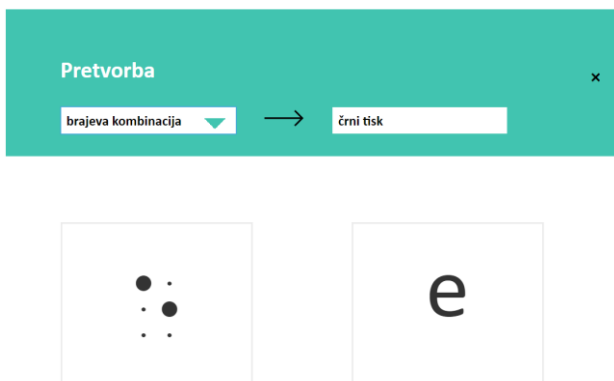 Pretvorba
×
brajeva kombinacija → črni tisk
⠑ e